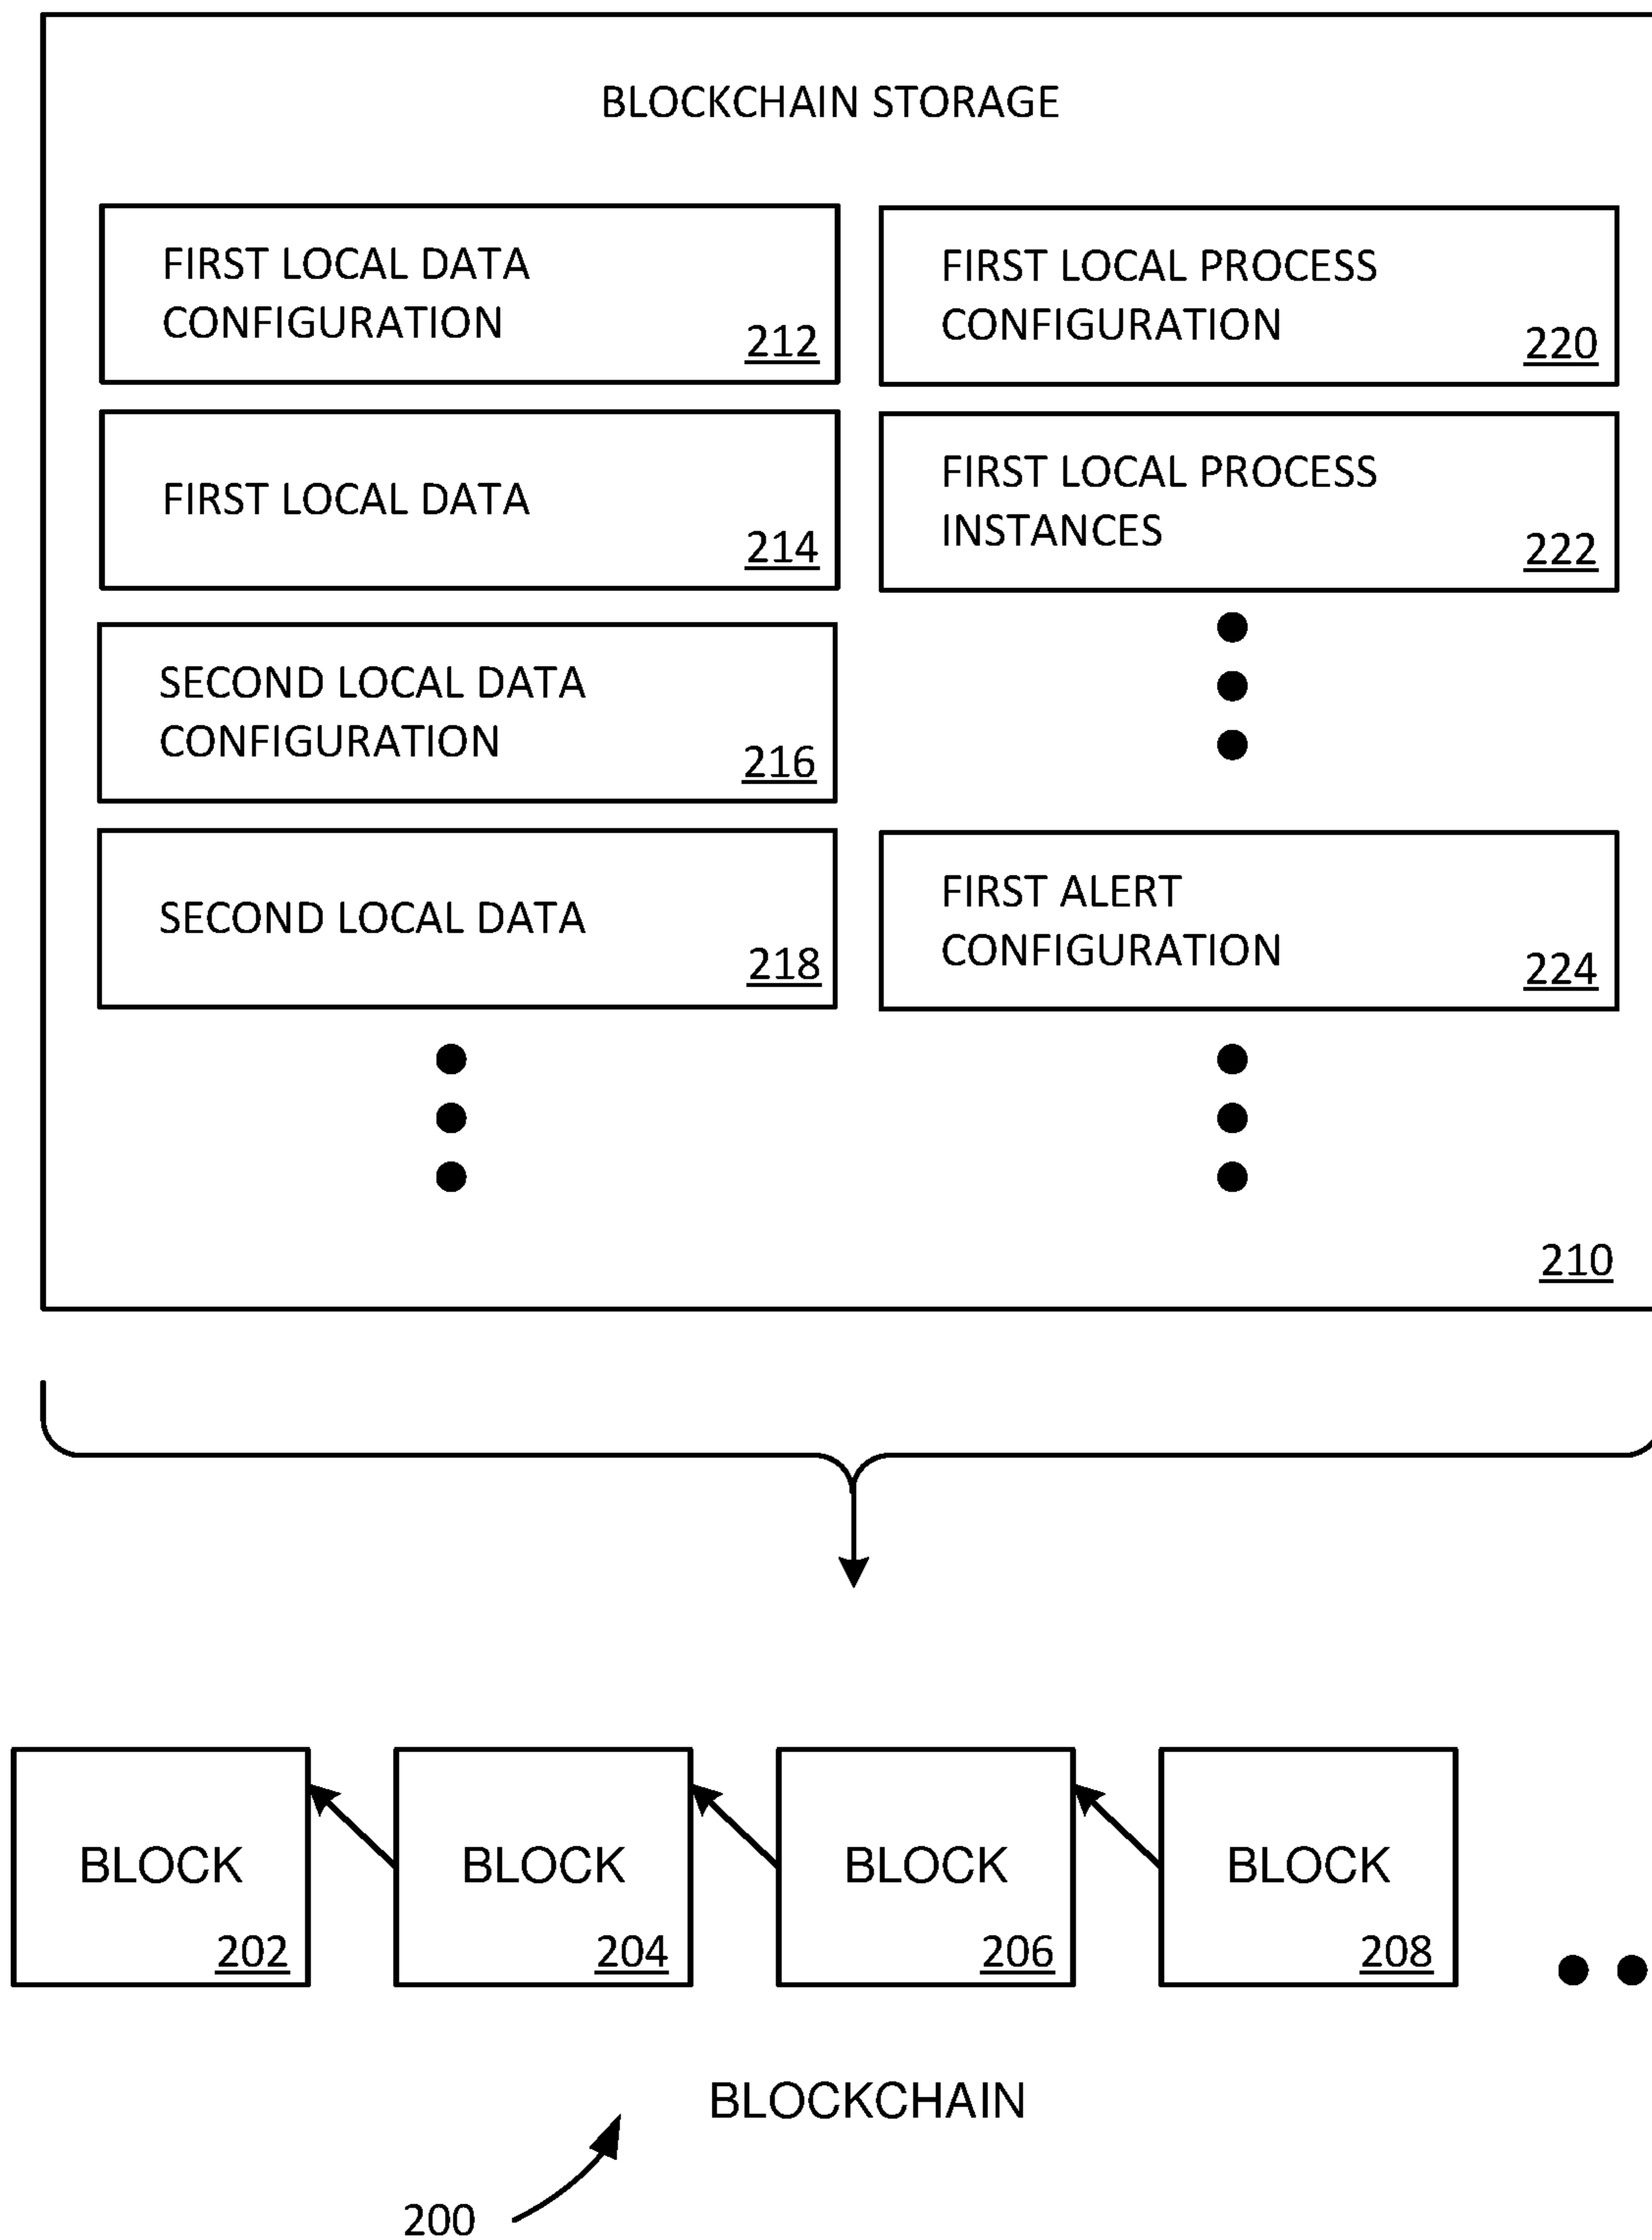 BLOCKCHAIN STORAGE
FIRST LOCAL DATA
CONFIGURATION
212
FIRST LOCAL DATA
214
SECOND LOCAL DATA
CONFIGURATION
216
SECOND LOCAL DATA
218
FIRST LOCAL PROCESS
CONFIGURATION
220
FIRST LOCAL PROCESS
INSTANCES
222
FIRST ALERT
CONFIGURATION
224
210
BLOCK
202
BLOCK
204
BLOCK
206
BLOCK
208
BLOCKCHAIN
200